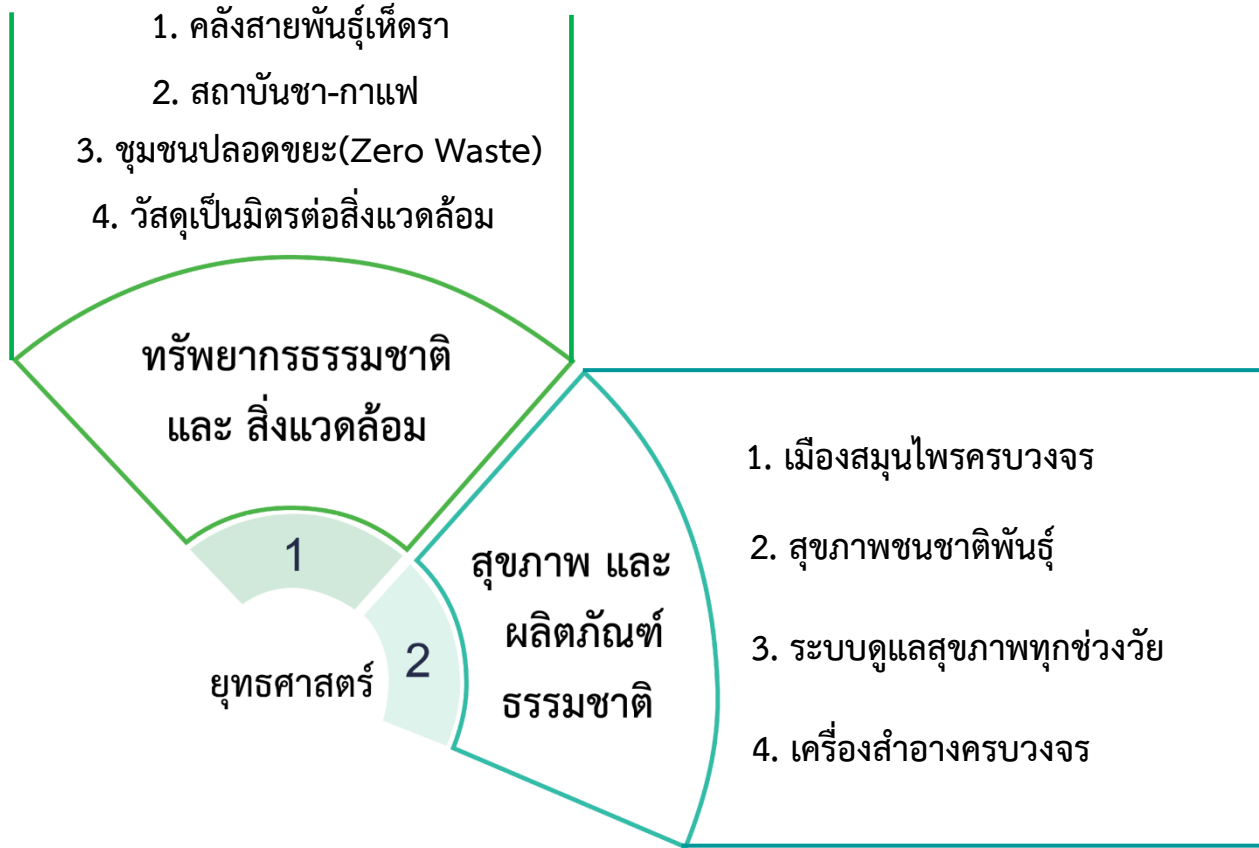 1. คลังสายพันธุ์เห็ดรา
2. สถาบันชา-กาแฟ
3. ชุมชนปลอดขยะ(Zero Waste)
4. วัสดุเป็นมิตรต่อสิ่งแวดล้อม
ทรัพยากรธรรมชาติ
และ สิ่งแวดล้อม
1
ยุทธศาสตร์
2
สุขภาพ และ
ผลิตภัณฑ์
ธรรมชาติ
1. เมืองสมุนไพรครบวงจร
2. สุขภาพชนชาติพันธุ์
3. ระบบดูแลสุขภาพทุกช่วงวัย
4. เครื่องสำอางครบวงจร